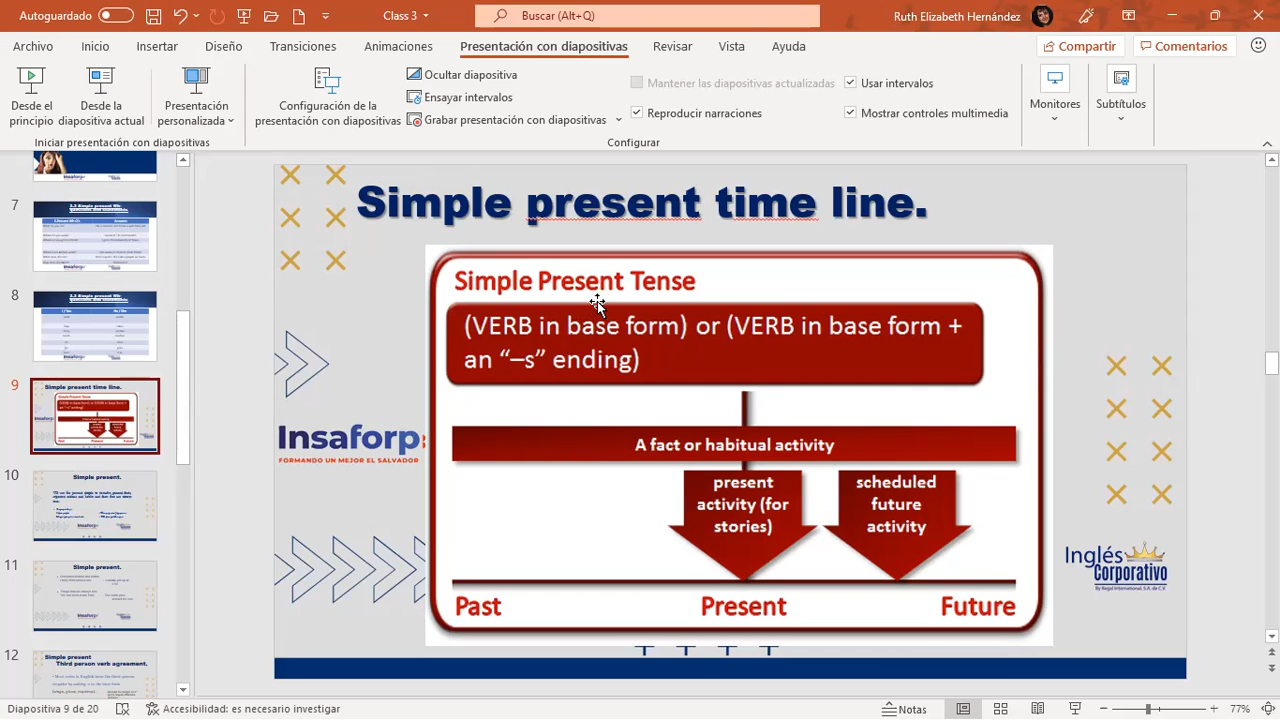 Autoguardado
Class 3
Buscar (Alt+Q)
Ruth Elizabeth Hernández
Archivo
Inicio
Insertar
Diseño
Transiciones
Animaciones
Presentación con diapositivas
Revisar
Vista
Ayuda
Compartir
Comentarios
Desde el
principio
Desde la
diapositiva actual
Presentación
personalizada
Configuración de la
presentación con diapositivas
Ocultar diapositiva
Ensayar intervalos
Grabar presentación con diapositivas
Mantener las diapositivas actualizadas
Reproducir narraciones
Usar intervalos
Mostrar controles multimedia
Monitores
Subtítulos
Iniciar presentación con diapositivas
Configurar
7
8
9
Simple present time line.
10
Simple present.
11
Simple present.
12
Simple present
Third person verb agreement.
Simple present time line.
Simple Present Tense
(VERB in base form) or (VERB in base form +
an “–s” ending)
A fact or habitual activity
present
activity (for
stories)
scheduled
future
activity
Past
Present
Future
Insaforp
FORMANDO UN MEJOR EL SALVADOR
Inglés
Corporativo
By Regal International, S.A. de C.V.
Diapositiva 9 de 20
Accesibilidad: es necesario investigar
Notas
77%